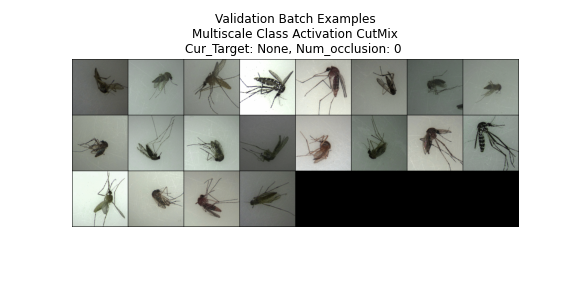 Validation Batch Examples
Multiscale Class Activation CutMix
Cur_Target: None, Num_occlusion: 0